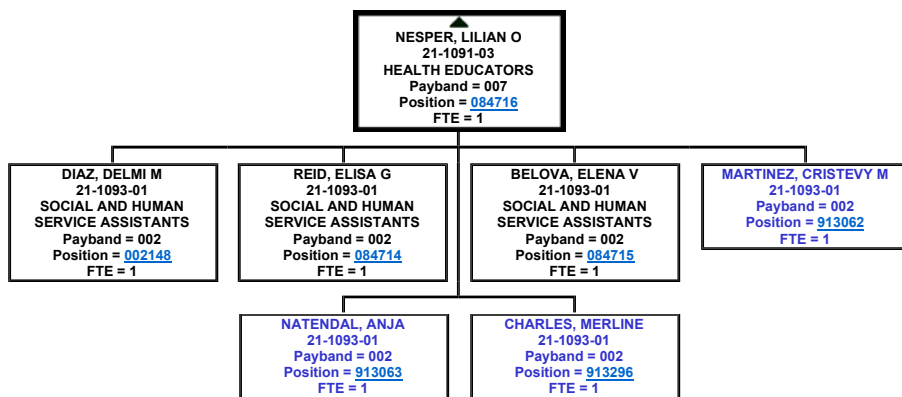 NESPER, LILIAN O
21-1091-03
HEALTH EDUCATORS
Payband = 007
Position = 084716
FTE = 1
DIAZ, DELMI M
21-1093-01
SOCIAL AND HUMAN
SERVICE ASSISTANTS
Payband = 002
Position = 002148
FTE = 1
REID, ELISA G
21-1093-01
SOCIAL AND HUMAN
SERVICE ASSISTANTS
Payband = 002
Position = 084714
FTE = 1
BELOVA, ELENA V
21-1093-01
SOCIAL AND HUMAN
SERVICE ASSISTANTS
Payband = 002
Position = 084715
FTE = 1
MARTINEZ, CRISTEVY M
21-1093-01
Payband = 002
Position = 913062
FTE = 1
NATENDAL, ANJA
21-1093-01
Payband = 002
Position = 913063
FTE = 1
CHARLES, MERLINE
21-1093-01
Payband = 002
Position = 913296
FTE = 1